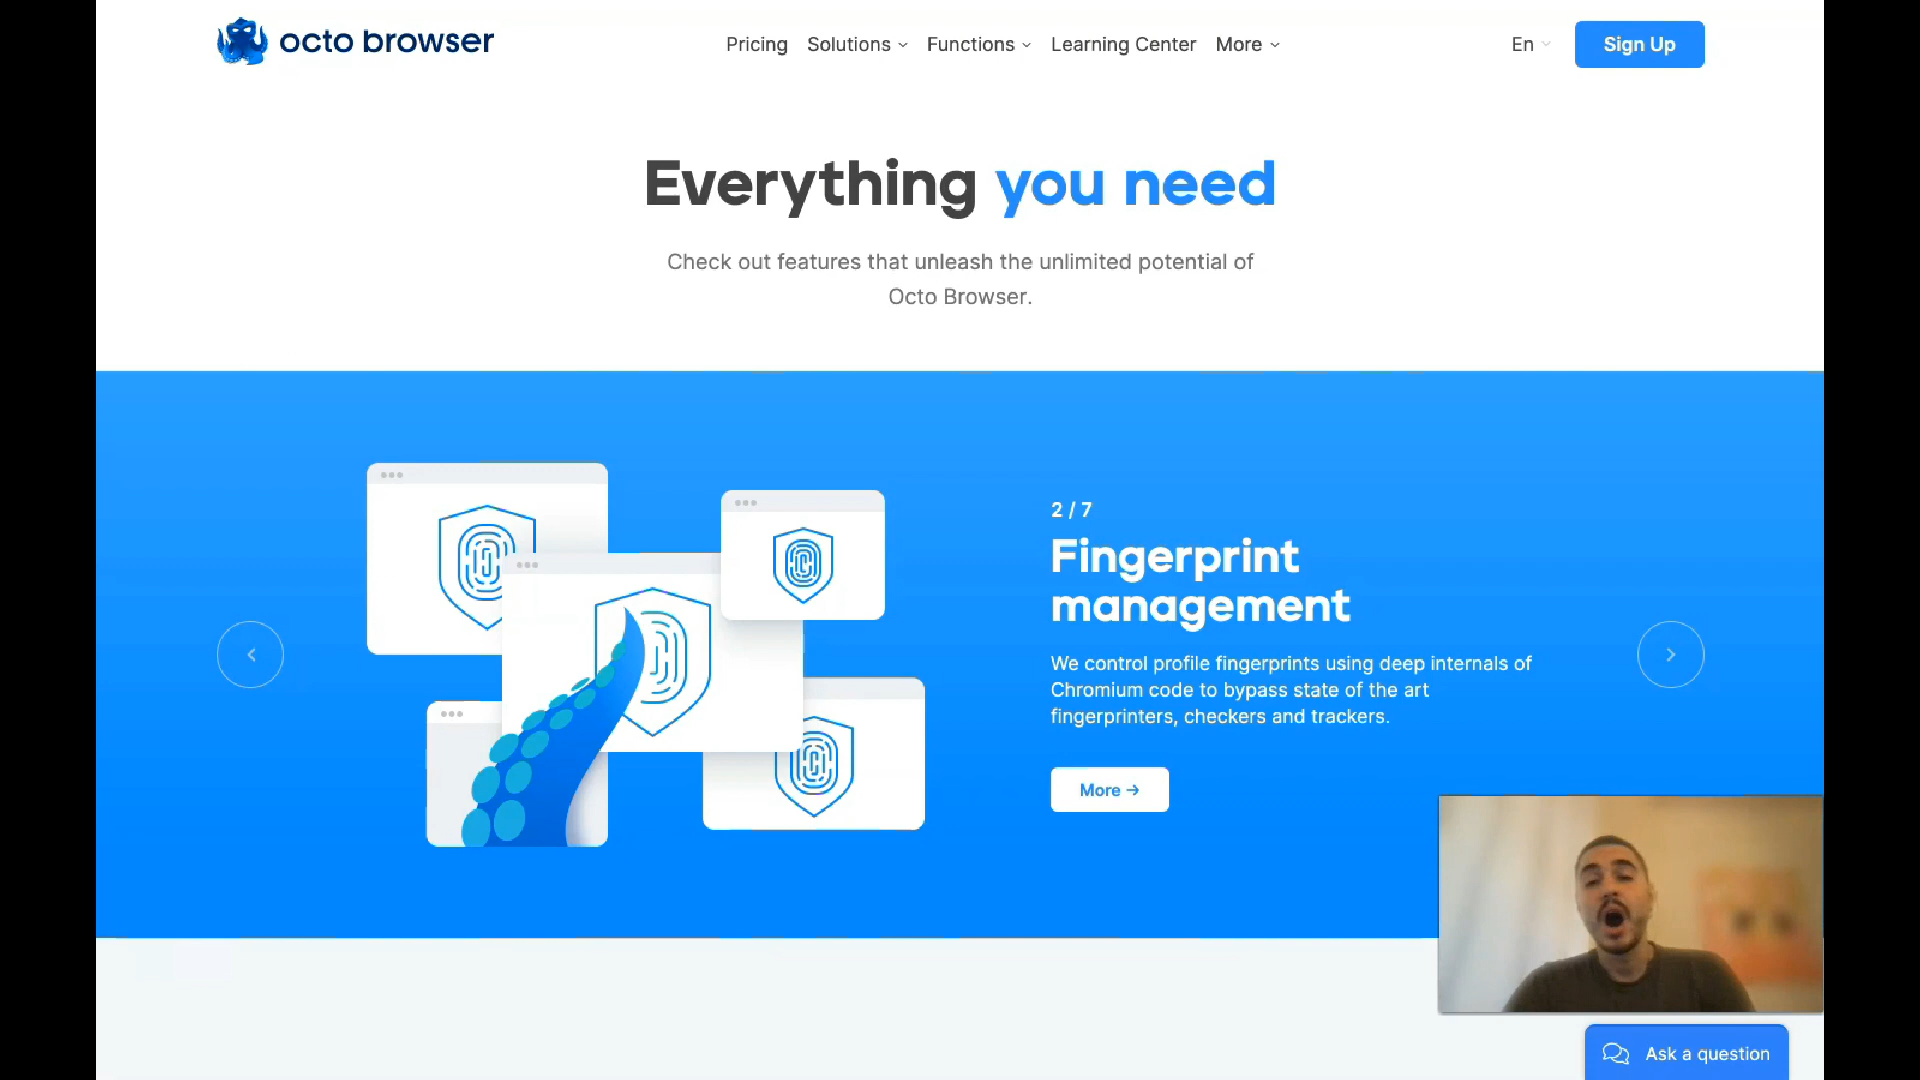 octo browser
Pricing
Solutions
Functions
Learning Center
More
En
Sign Up
Everything you need
Check out features that unleash the unlimited potential of
Octo Browser.
2 / 7
Fingerprint
management
We control profile fingerprints using deep internals of
Chromium code to bypass state of the art
fingerprinters, checkers and trackers.
More →
Ask a question